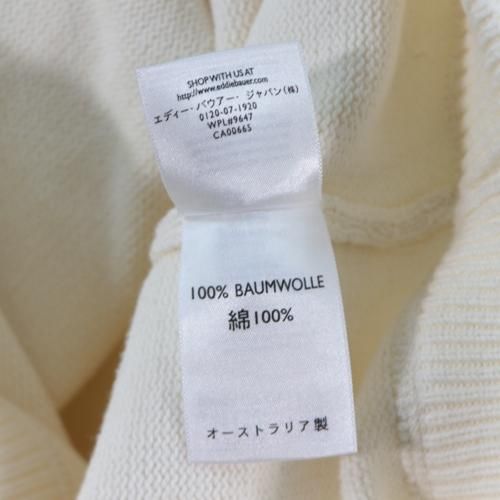 SHOP WITH US AT
http://www.eddiebauer.com
エディー・バウアー・ジャパン(株)
0120-07-1920
WPL#9647
CA00665
100% BAUMWOLLE
綿100%
オーストラリア製